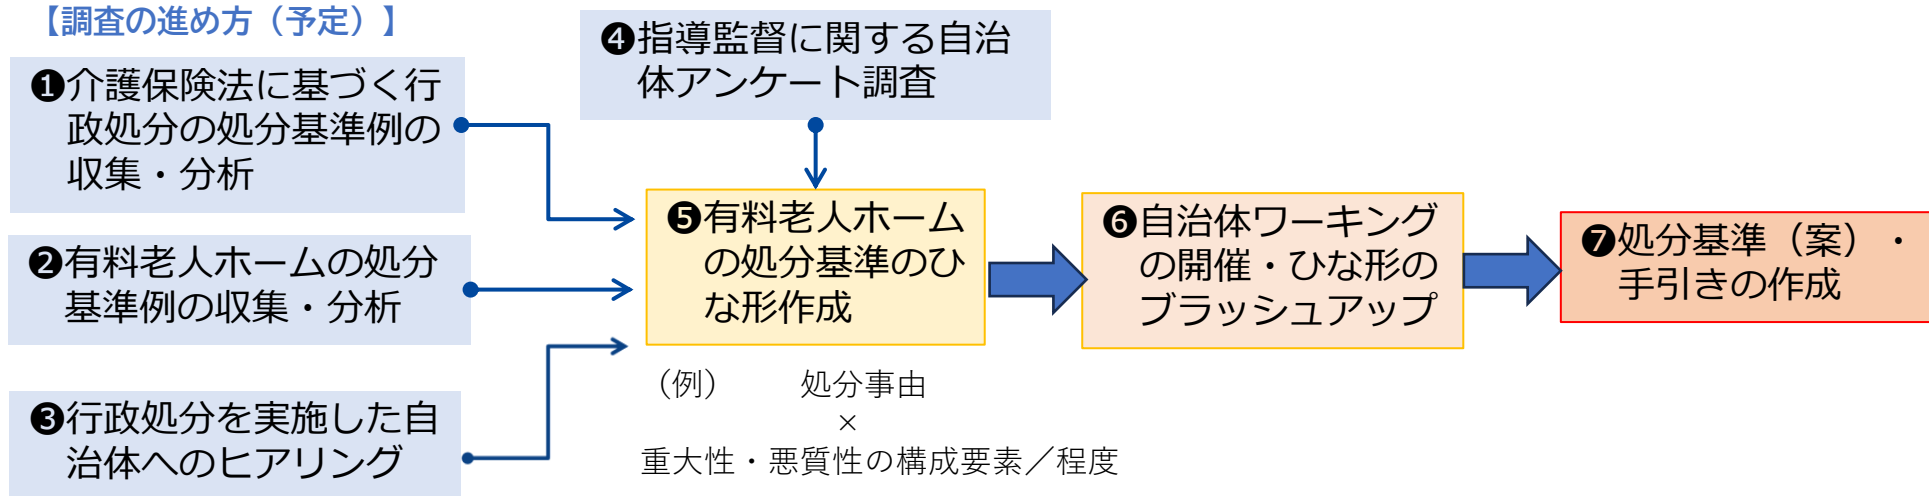 【調査の進め方（予定）】
❶介護保険法に基づく行
政処分の処分基準例の
収集・分析
❷有料老人ホームの処分
基準例の収集・分析
❸行政処分を実施した自
治体へのヒアリング
❹指導監督に関する自治
体アンケート調査
❺有料老人ホーム
の処分基準のひ
な形作成
（例）　　処分事由
×
重大性・悪質性の構成要素／程度
❻自治体ワーキング
の開催・ひな形の
ブラッシュアップ
❼処分基準（案）・
手引きの作成